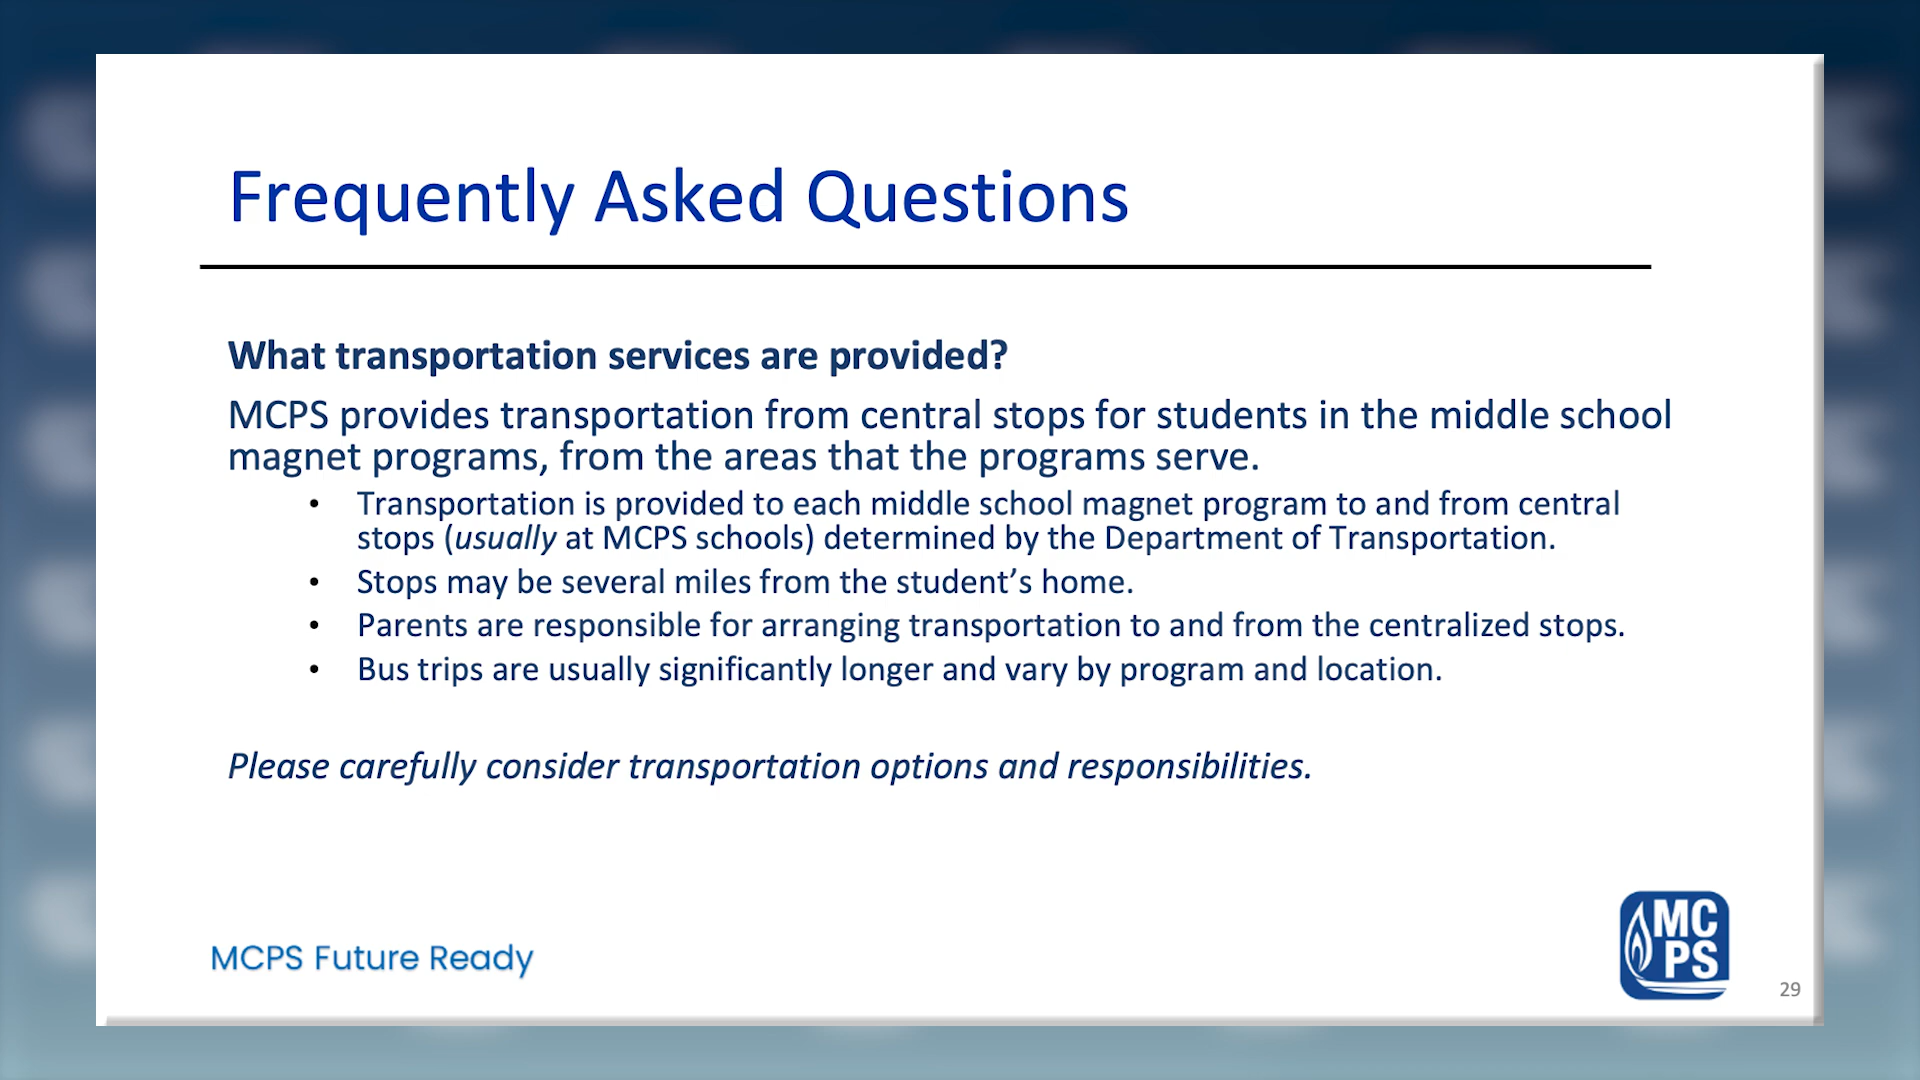 Frequently Asked Questions
What transportation services are provided?
MCPS provides transportation from central stops for students in the middle school
magnet programs, from the areas that the programs serve.
• Transportation is provided to each middle school magnet program to and from central
stops (usually at MCPS schools) determined by the Department of Transportation.
• Stops may be several miles from the student’s home.
• Parents are responsible for arranging transportation to and from the centralized stops.
• Bus trips are usually significantly longer and vary by program and location.
Please carefully consider transportation options and responsibilities.
MCPS Future Ready
MC
PS
29